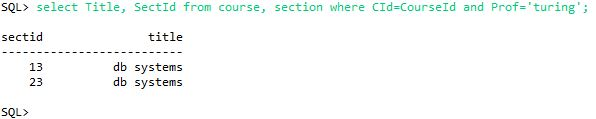 SQL> select Title, SectId from course, section where CId=CourseId and Prof='turing';
sectid title
--------------------------
13 db systems
23 db systems
SQL>